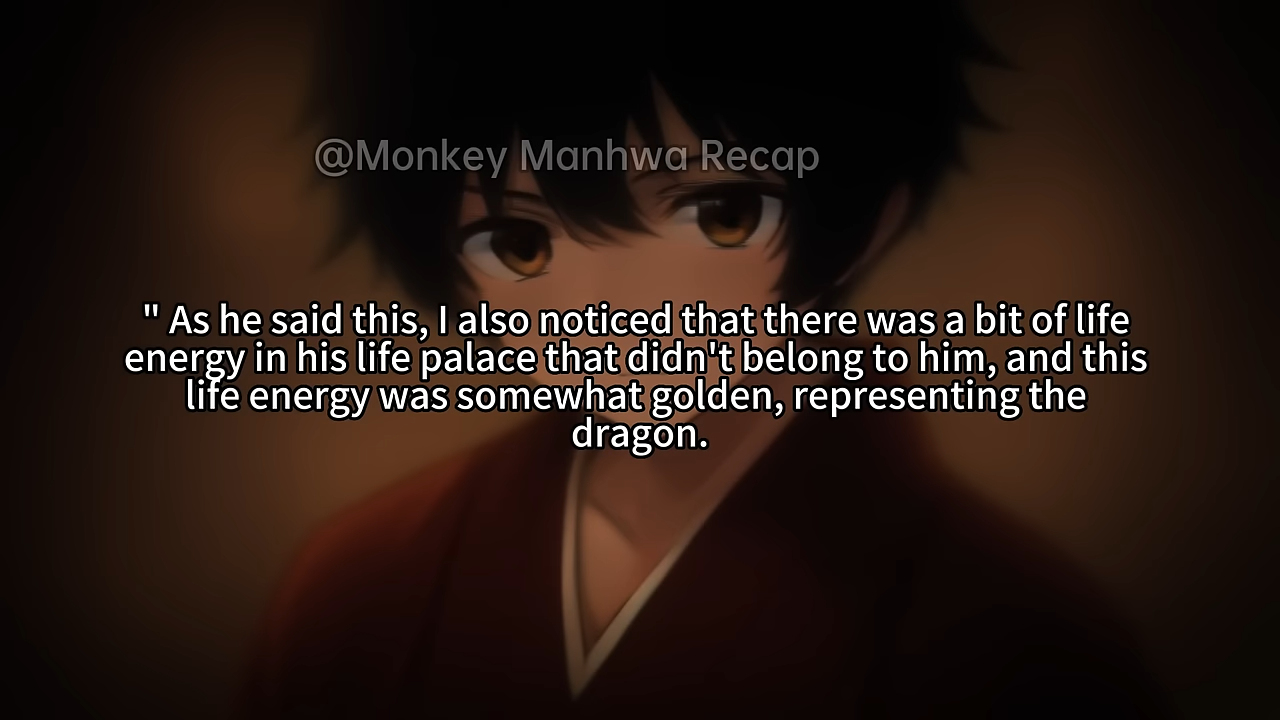 @Monkey Manhwa Recap
" As he said this, I also noticed that there was a bit of life
energy in his life palace that didn't belong to him, and this
life energy was somewhat golden, representing the
dragon.